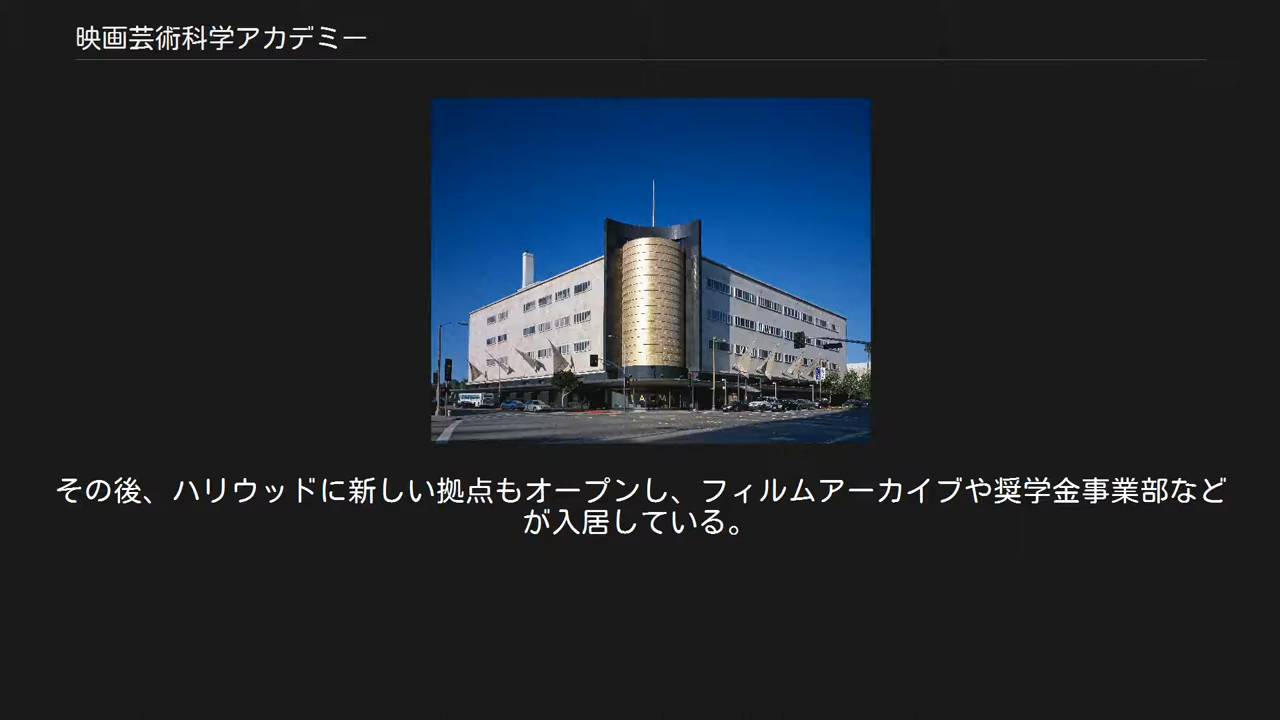 映画芸術科学アカデミー
その後、ハリウッドに新しい拠点もオープンし、フィルムアーカイブや奨学金事業部など
が入居している。